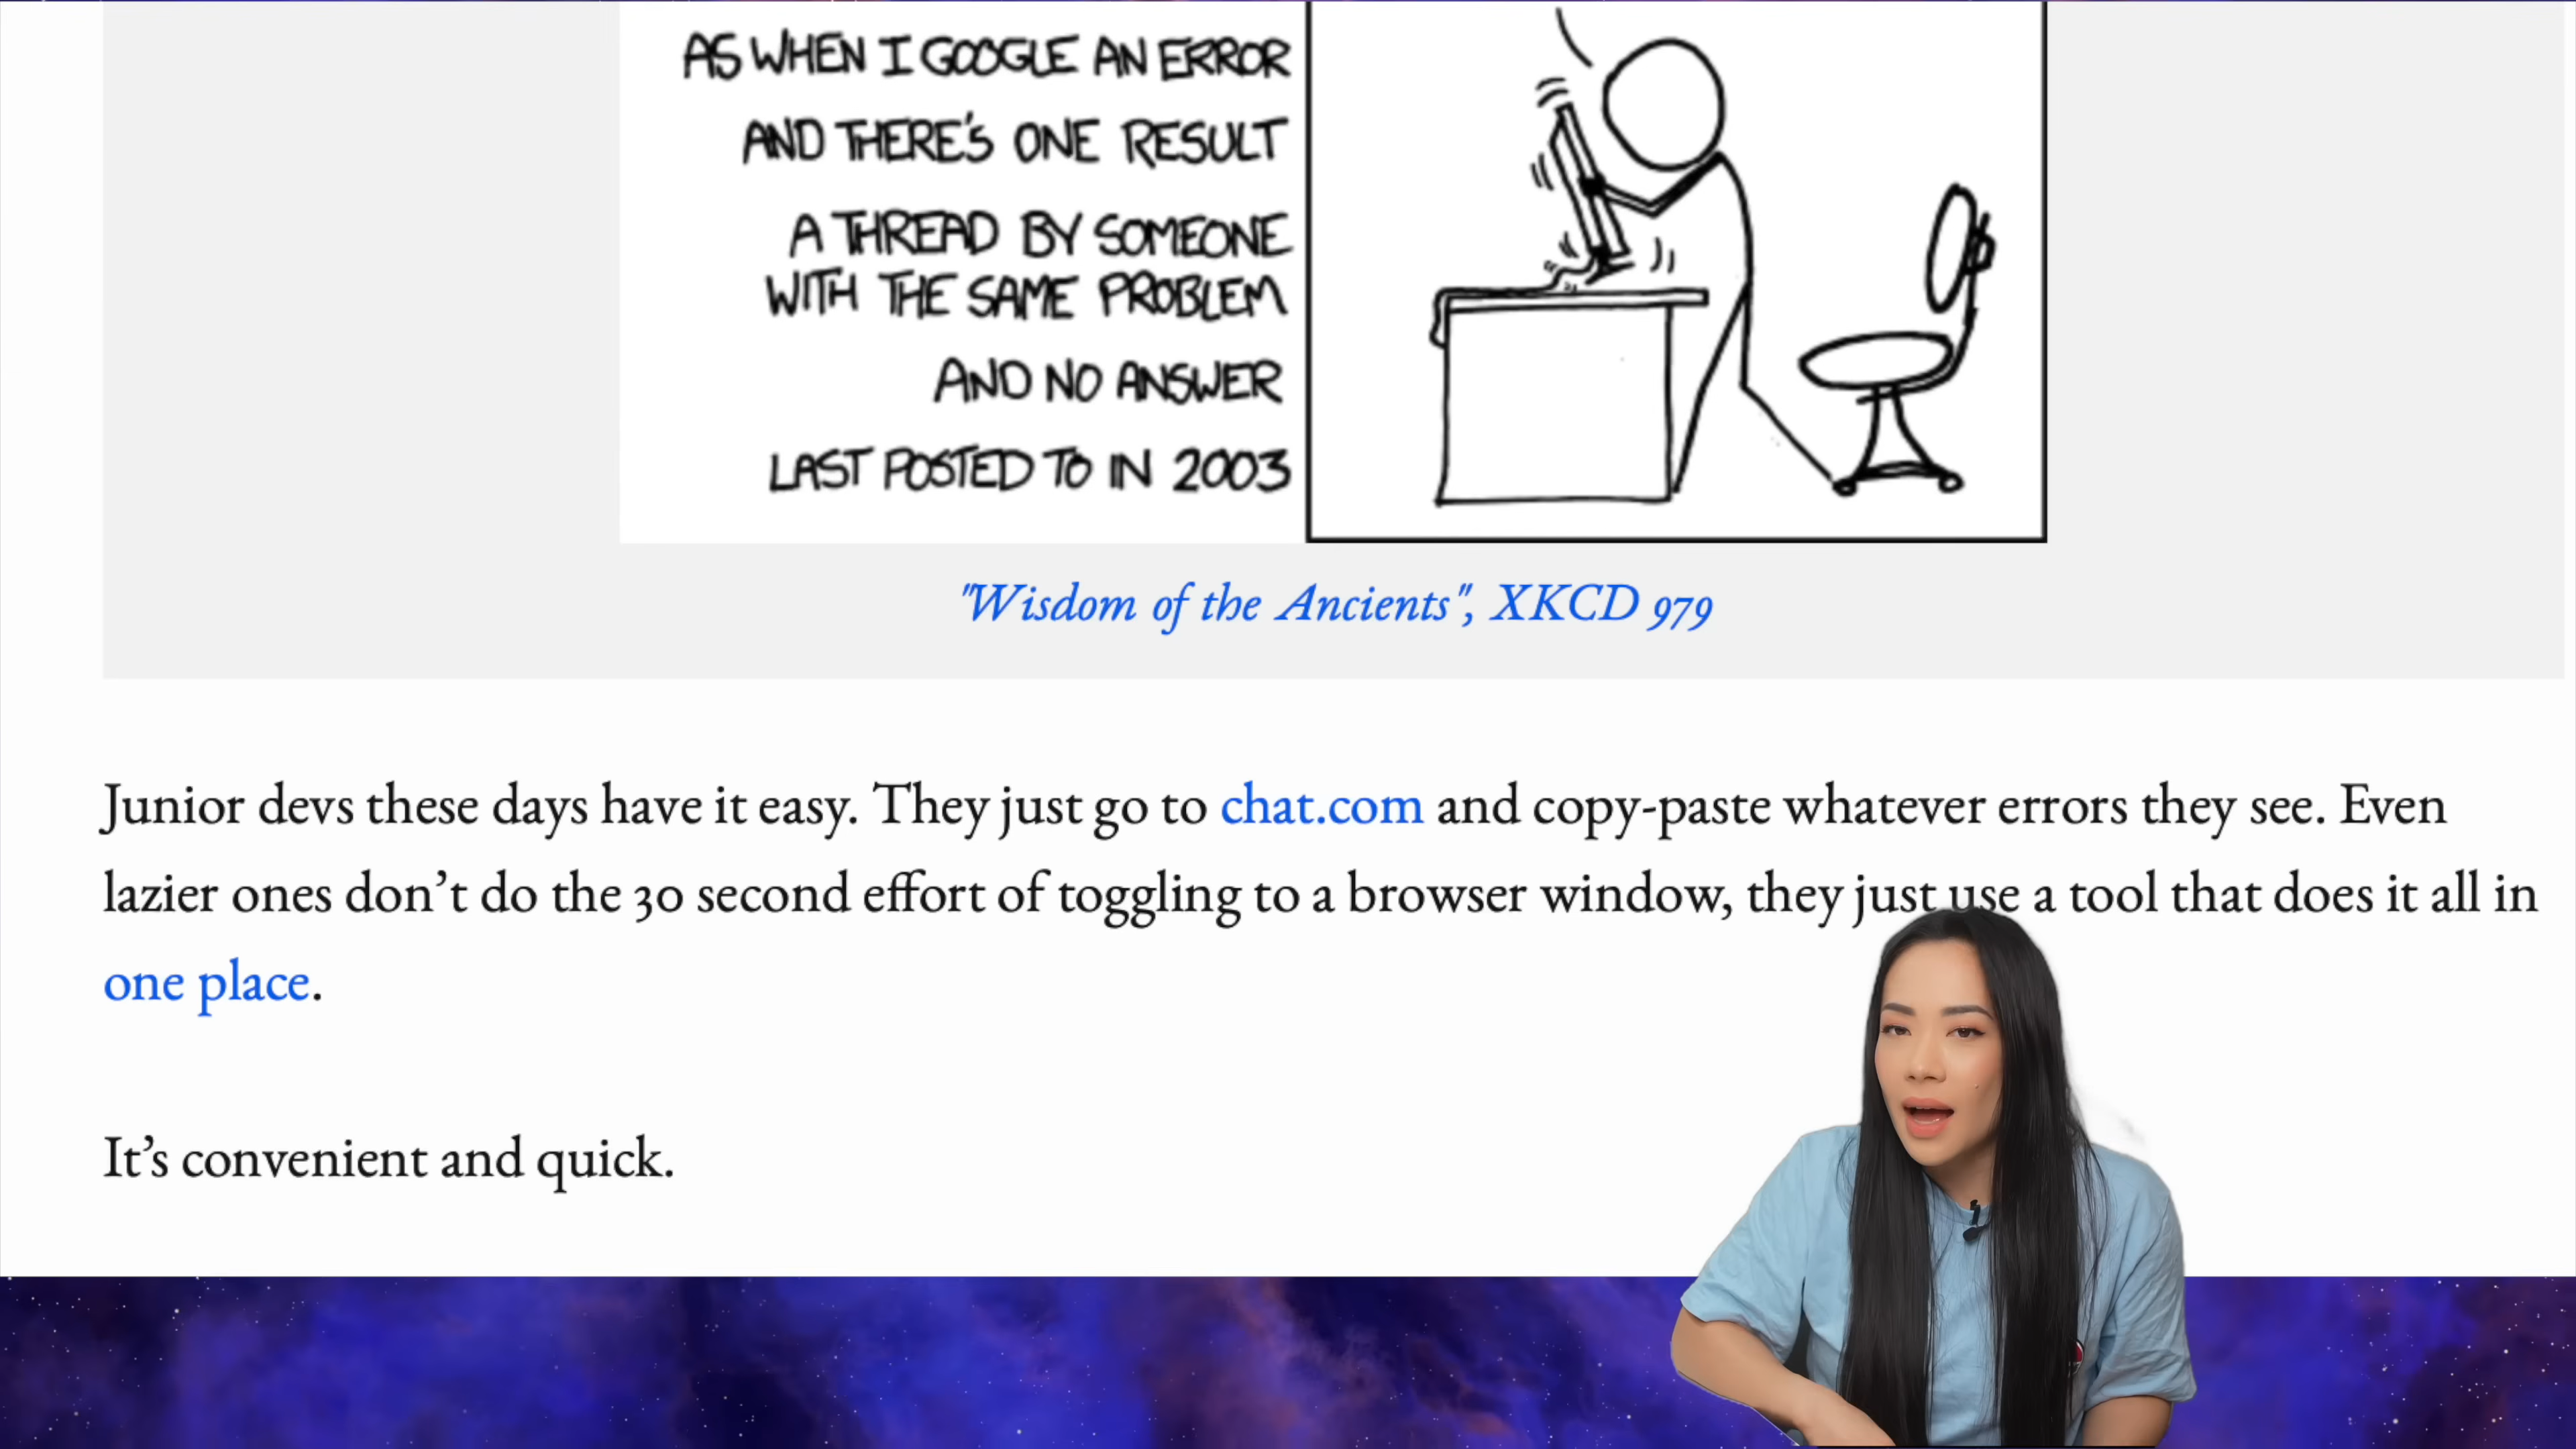 AS WHEN I GOOGLE AN ERROR
AND THERE'S ONE RESULT
A THREAD BY SOMEONE
WITH THE SAME PROBLEM
AND NO ANSWER
LAST POSTED TO IN 2003
"Wisdom of the Ancients", XKCD 979
Junior devs these days have it easy. They just go to chat.com and copy-paste whatever errors they see. Even
lazier ones don’t do the 30 second effort of toggling to a browser window, they just use a tool that does it all in
one place.
It’s convenient and quick.